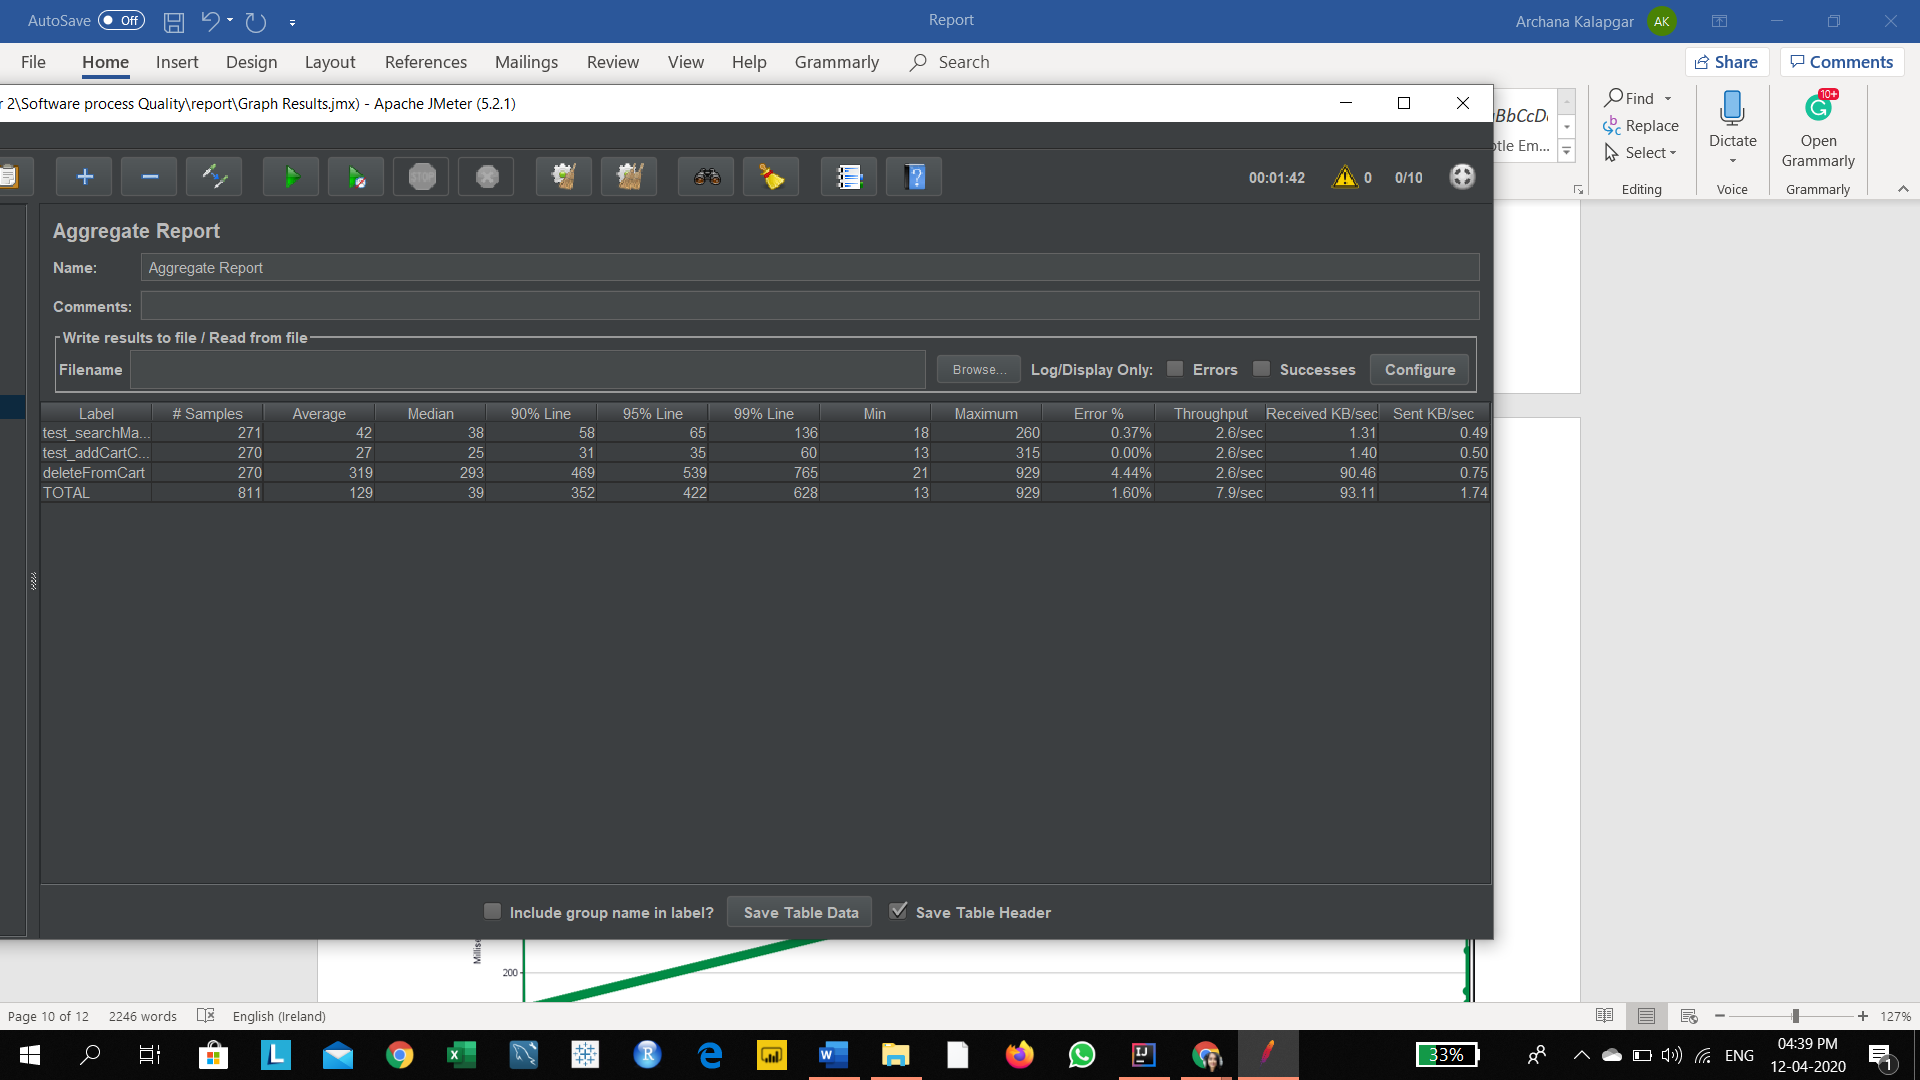 AutoSave Off Report Archana Kalapgar AK
File Home Insert Design Layout References Mailings Review View Help Grammarly Search Share Comments
r 2\Software process Quality\report\Graph Results.jmx) - Apache JMeter (5.2.1)
Find
Replace
Select
Editing
Dictate
Voice
10+
Open
Grammarly
Grammarly
STOP
00:01:42 0 0/10
Aggregate Report
Name: Aggregate Report
Comments:
Write results to file / Read from file
Filename Browse... Log/Display Only: Errors Successes Configure
Label # Samples Average Median 90% Line 95% Line 99% Line Min Maximum Error % Throughput Received KB/sec Sent KB/sec
test_searchMa... 271 42 38 58 65 136 18 260 0.37% 2.6/sec 1.31 0.49
test_addCartC... 270 27 25 31 35 60 13 315 0.00% 2.6/sec 1.40 0.50
deleteFromCart 270 319 293 469 539 765 21 929 4.44% 2.6/sec 90.46 0.75
TOTAL 811 129 39 352 422 628 13 929 1.60% 7.9/sec 93.11 1.74
Include group name in label? Save Table Data Save Table Header
200
Page 10 of 12 2246 words English (Ireland) 127%
33% ENG 04:39 PM
12-04-2020 1